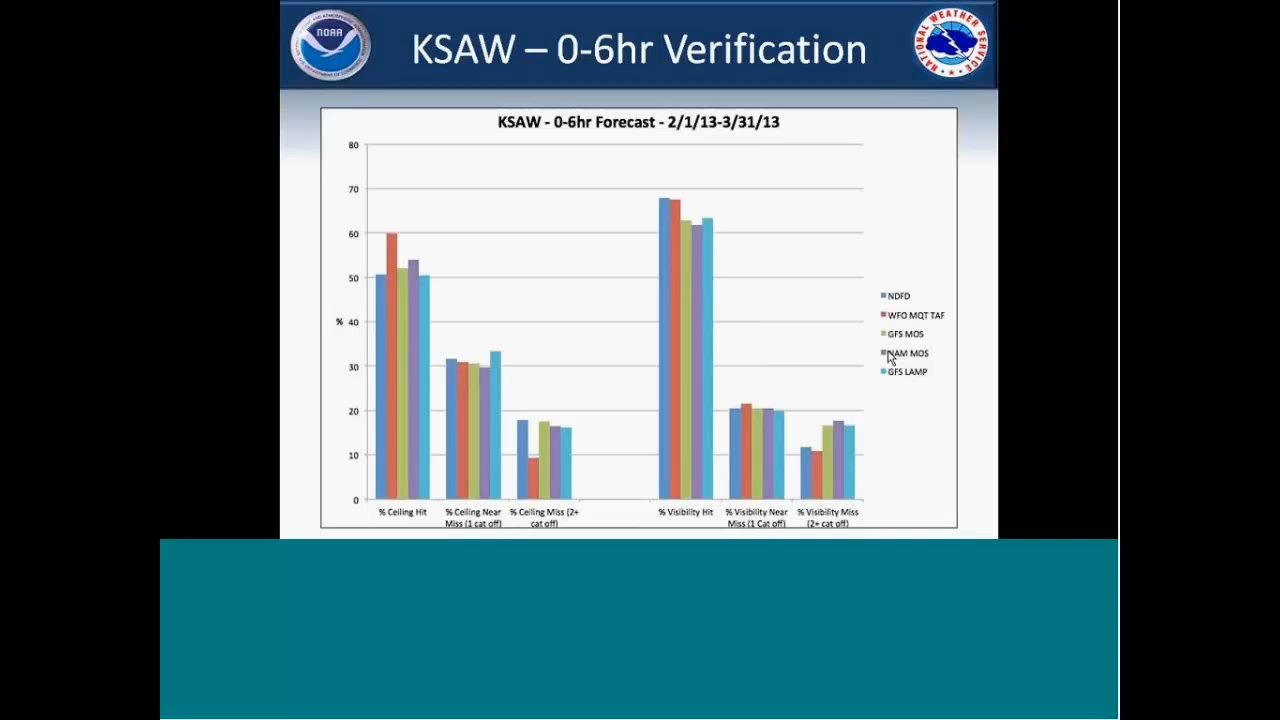 NOAA
NATIONAL WEATHER SERVICE
KSAW – 0-6hr Verification
KSAW - 0-6hr Forecast - 2/1/13-3/31/13
80
70
60
50
% 40
30
20
10
0
% Ceiling Hit
% Ceiling Near
Miss (1 cat off)
% Ceiling Miss (2+
cat off)
% Visibility Hit
% Visibility Near
Miss (1 Cat off)
% Visibility Miss
(2+ cat off)
NDFD
WFO MQT TAF
GFS MOS
NAM MOS
GFS LAMP